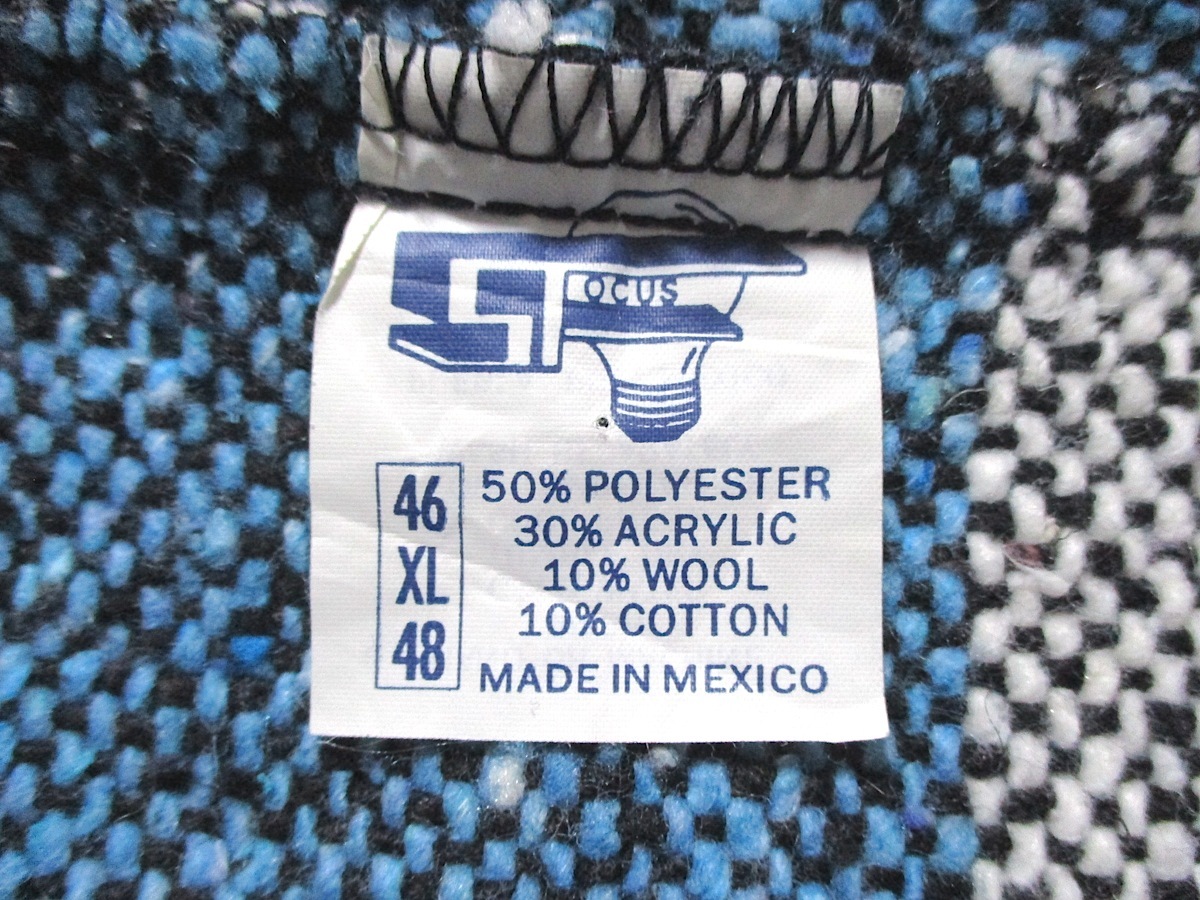 OCUS
46
XL
48
50% POLYESTER
30% ACRYLIC
10% WOOL
10% COTTON
MADE IN MEXICO